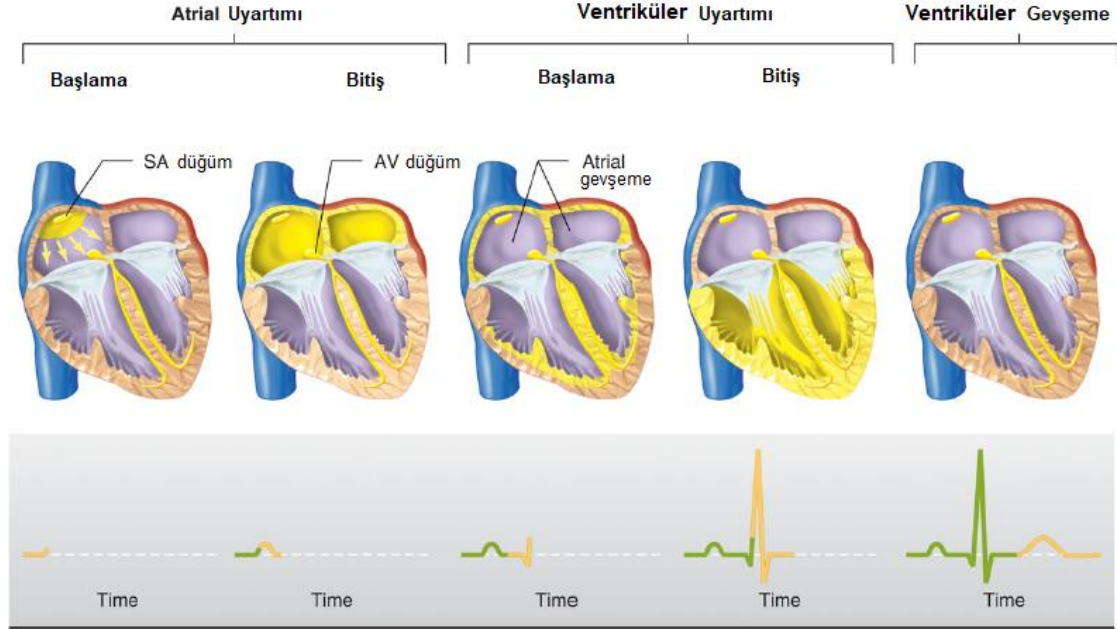 Atrial Uyartımı
Ventriküler Uyartımı
Ventriküler Gevşeme
Başlama
Bitiş
Başlama
Bitiş
SA düğüm
AV düğüm
Atrial
gevşeme
Time
Time
Time
Time
Time